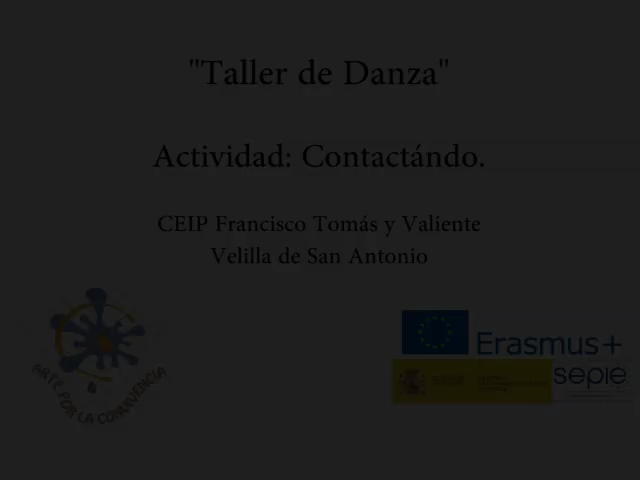 "Taller de Danza"
Actividad: Contactándo.
CEIP Francisco Tomás y Valiente
Velilla de San Antonio
ARTE POR LA CONVIVENCIA
Erasmus+
sepie